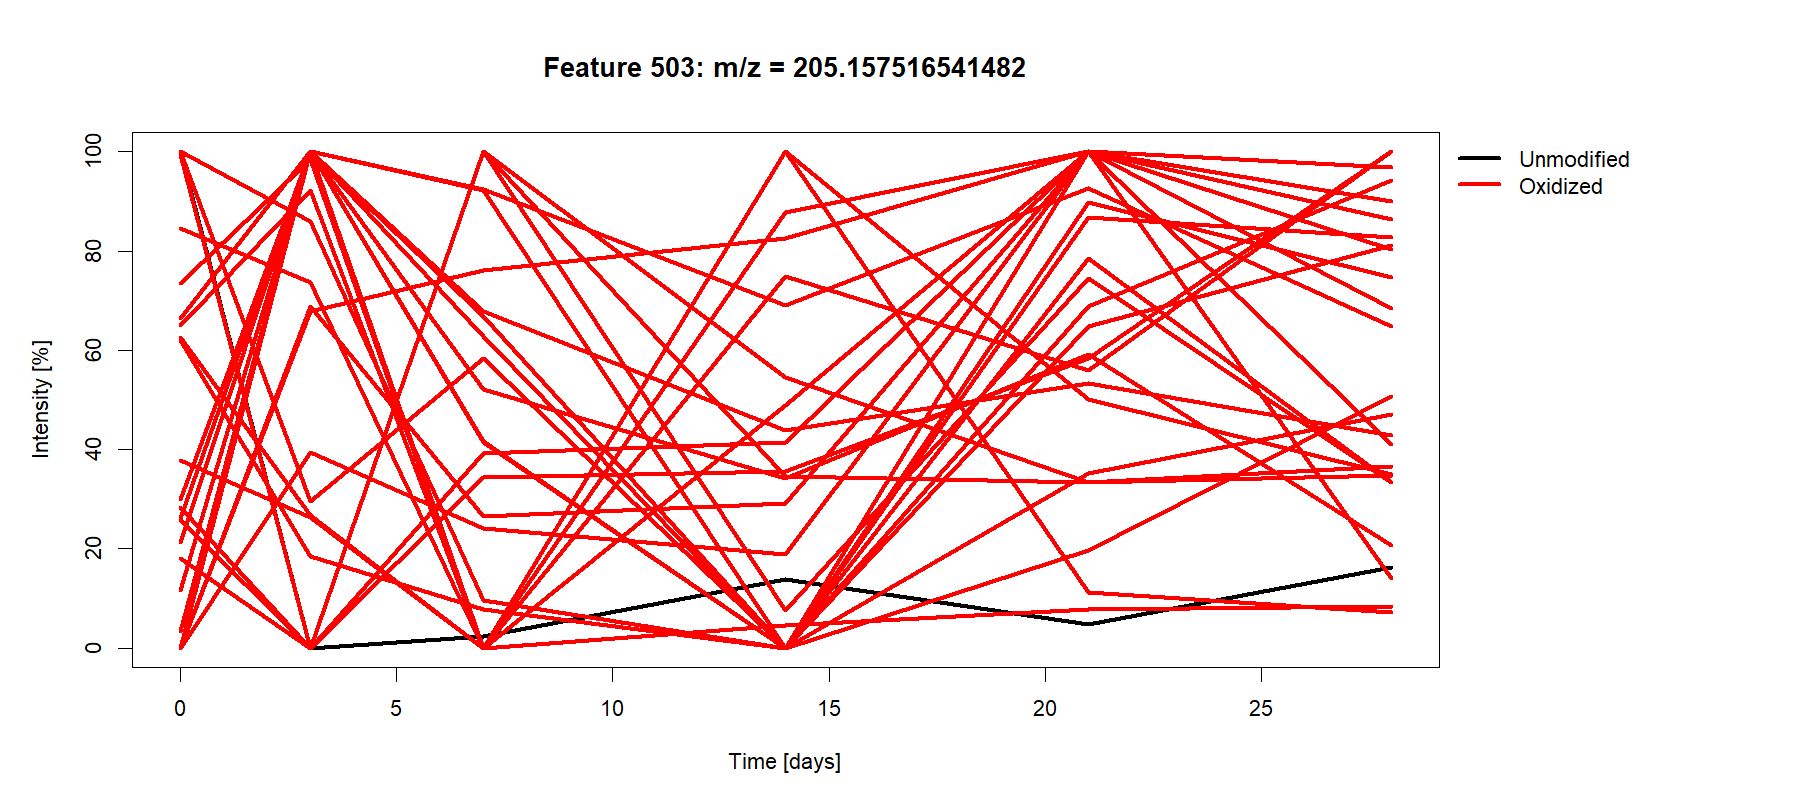 Feature 503: m/z = 205.157516541482
Unmodified
Oxidized
100
80
60
40
20
0
Intensity [%]
0 5 10 15 20 25
Time [days]